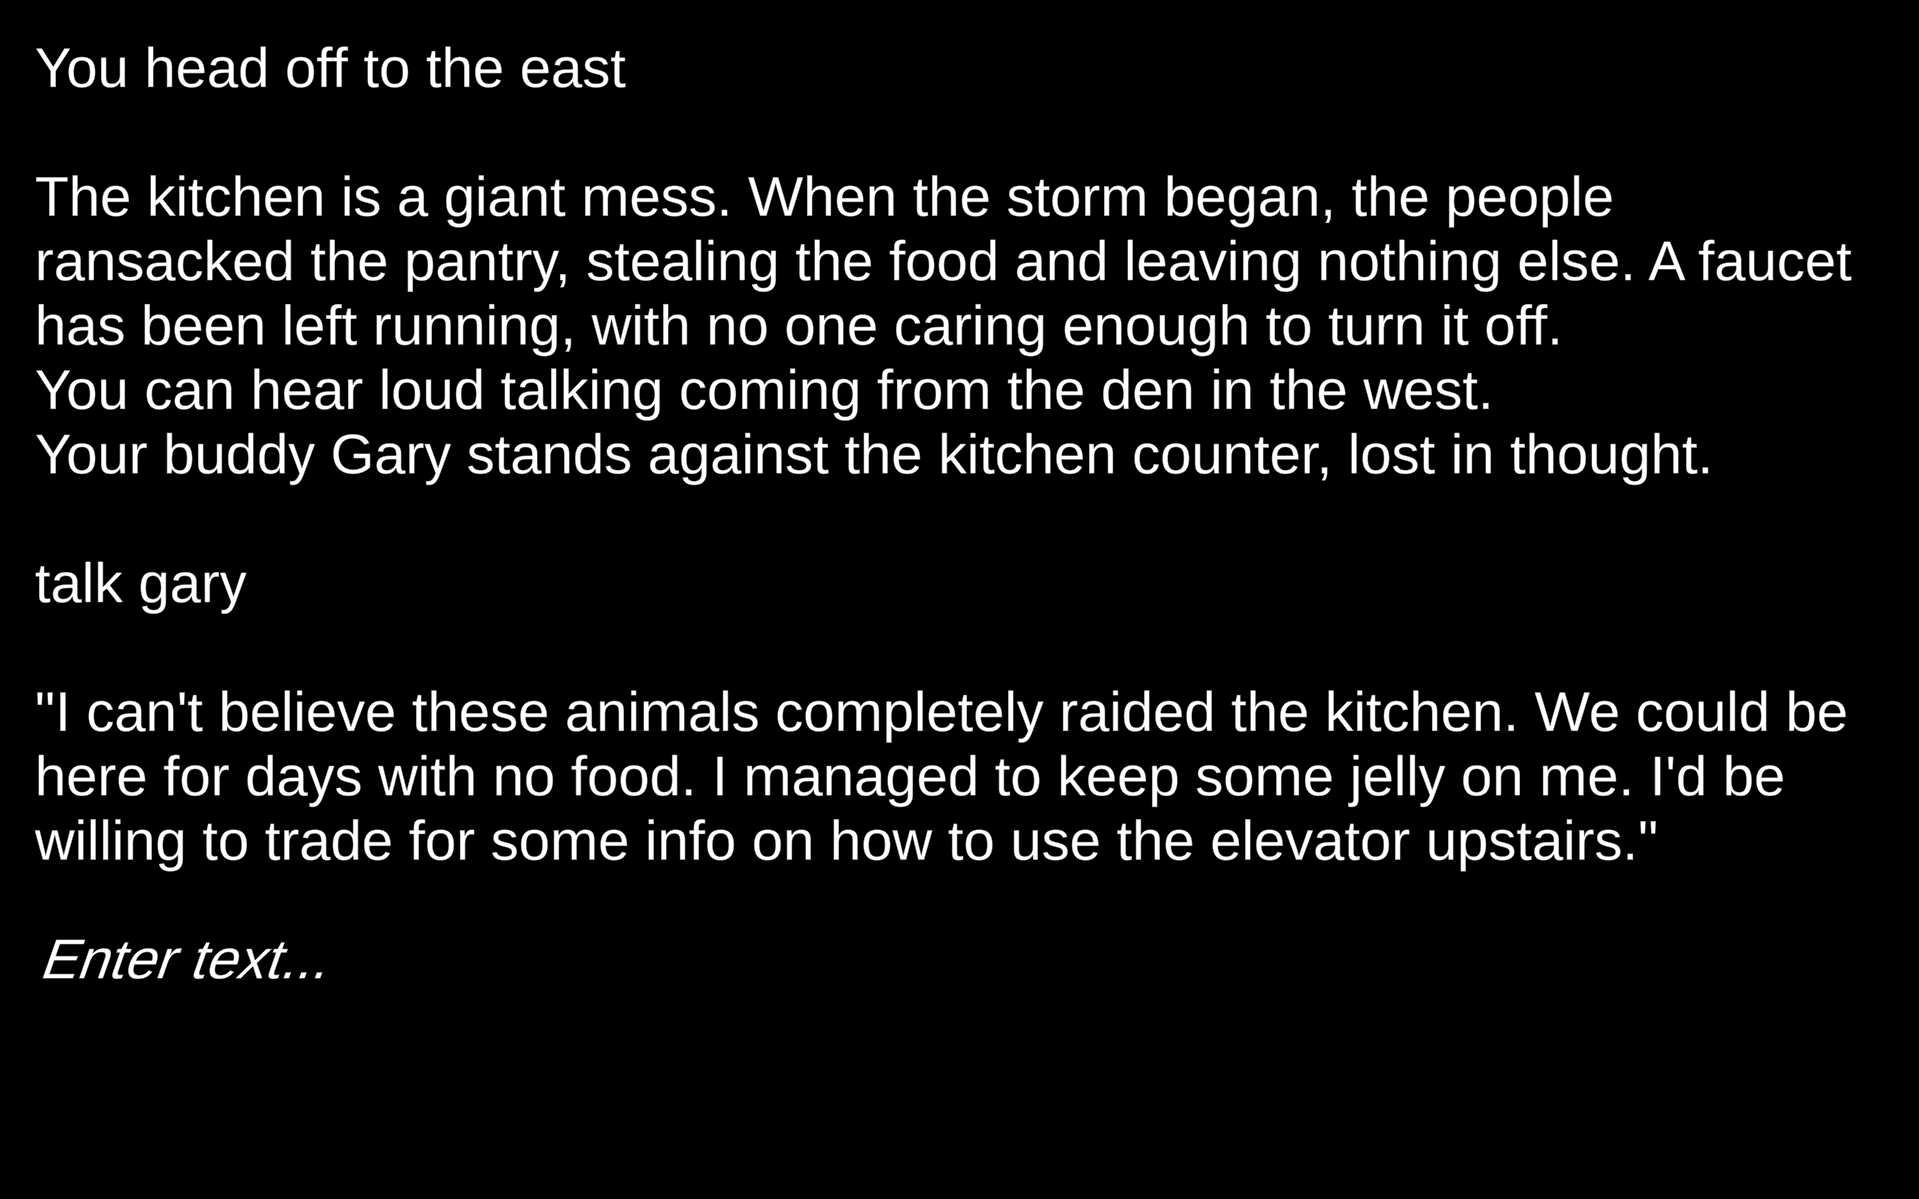 You head off to the east
The kitchen is a giant mess. When the storm began, the people
ransacked the pantry, stealing the food and leaving nothing else. A faucet
has been left running, with no one caring enough to turn it off.
You can hear loud talking coming from the den in the west.
Your buddy Gary stands against the kitchen counter, lost in thought.
talk gary
"I can't believe these animals completely raided the kitchen. We could be
here for days with no food. I managed to keep some jelly on me. I'd be
willing to trade for some info on how to use the elevator upstairs."
Enter text...